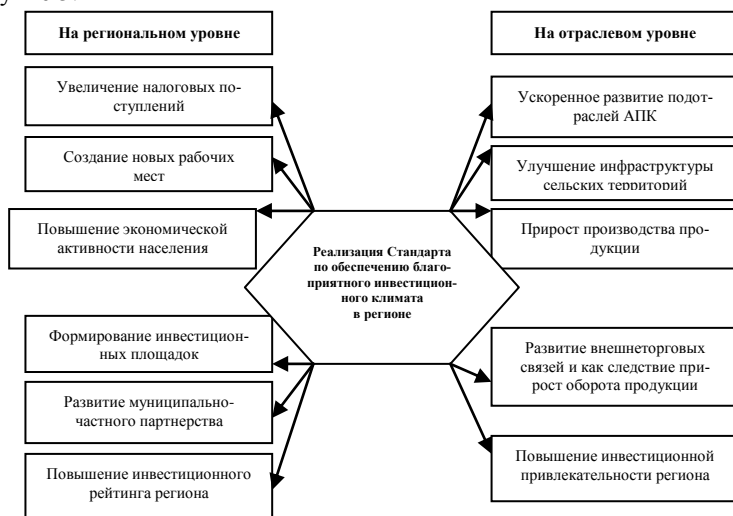 На региональном уровне
Увеличение налоговых по-
ступлений
Создание новых рабочих
мест
Повышение экономической
активности населения
Формирование инвестицион-
ных площадок
Развитие муниципально-
частного партнерства
Повышение инвестиционного
рейтинга региона
Реализация Стандарта
по обеспечению благо-
приятного инвестицион-
ного климата
в регионе
На отраслевом уровне
Ускоренное развитие подот-
раслей АПК
Улучшение инфраструктуры
сельских территорий
Прирост производства про-
дукции
Развитие внешнеторговых
связей и как следствие при-
рост оборота продукции
Повышение инвестиционной
привлекательности региона